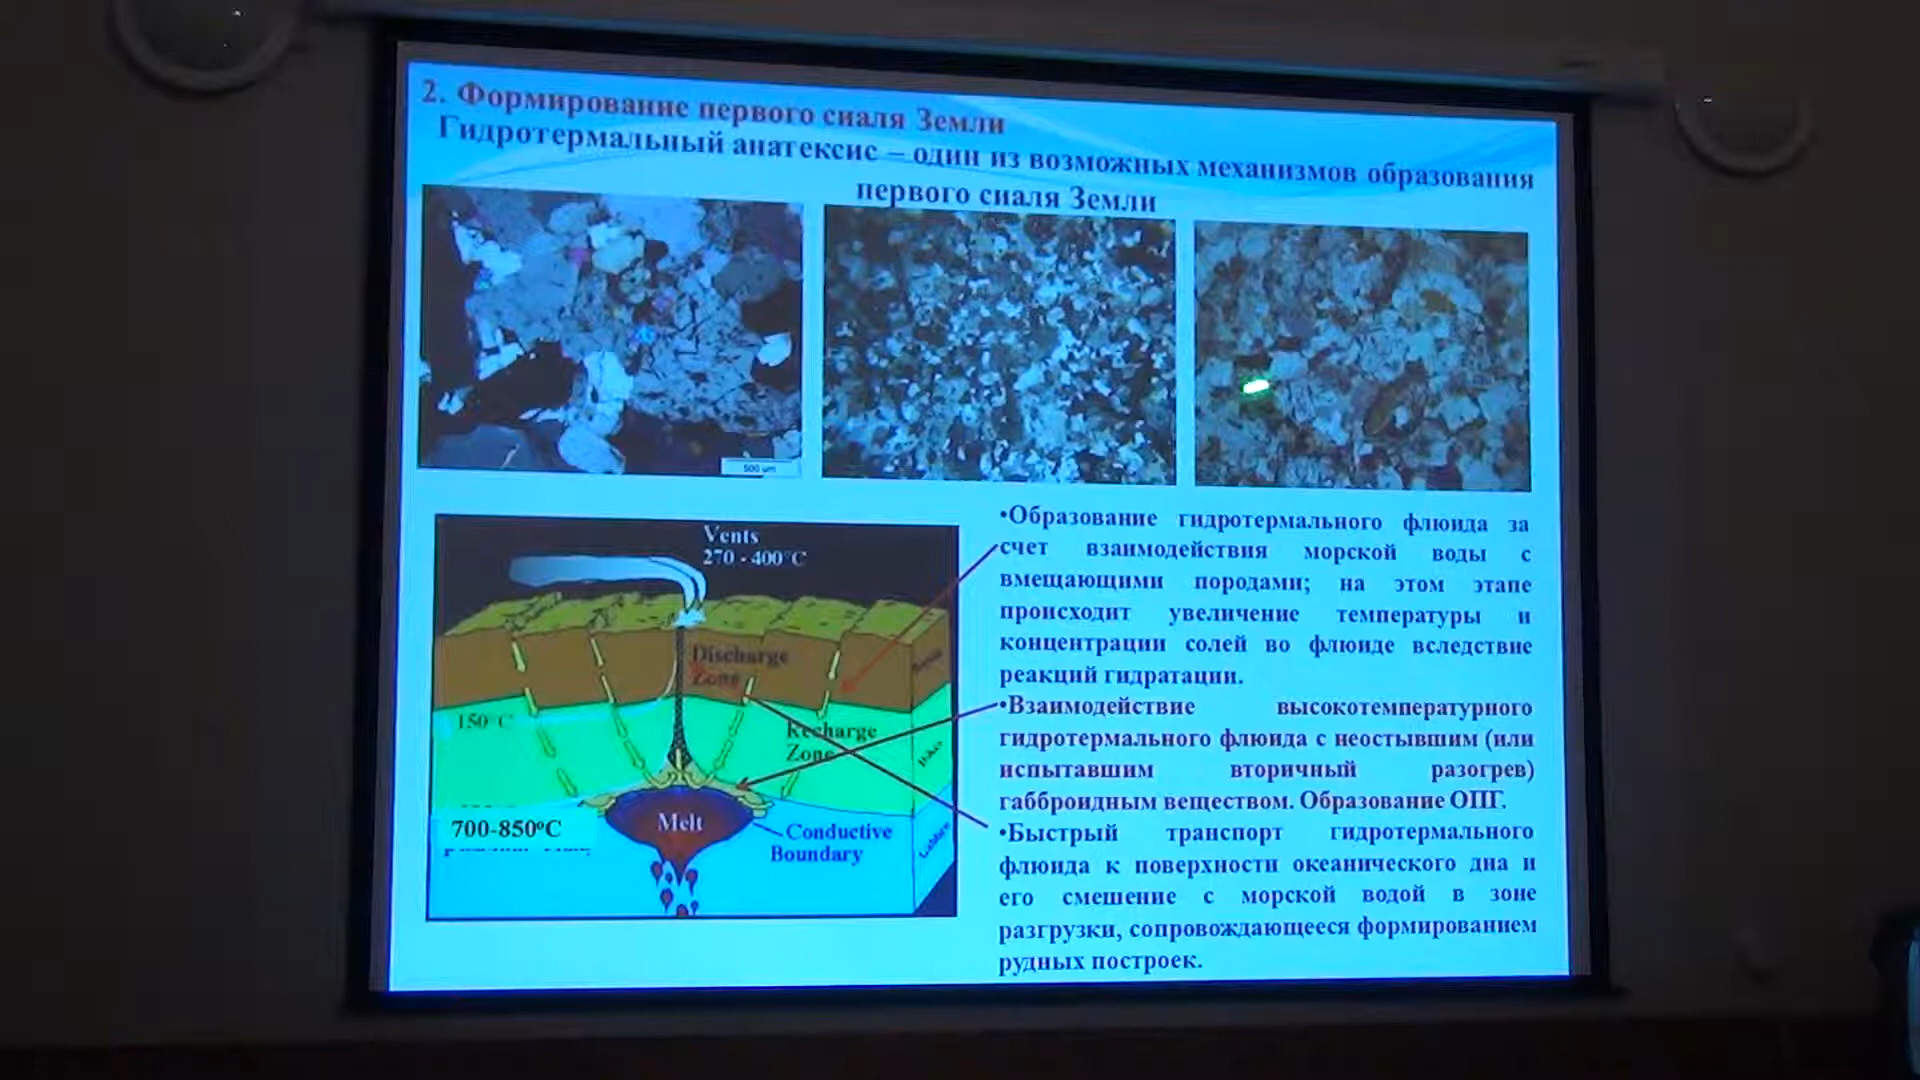 2. Формирование первого сиаля Земли
Гидротермальный анатексис – один из возможных механизмов образования
первого сиаля Земли
500 um
Vents
270 - 400°C
Discharge
Zone
150°C
Recharge
Zone
700-850°C
Melt
Conductive
Boundary
•Образование гидротермального флюида за
счет взаимодействия морской воды с
вмещающими породами; на этом этапе
происходит увеличение температуры и
концентрации солей во флюиде вследствие
реакций гидратации.
•Взаимодействие высокотемпературного
гидротермального флюида с неостывшим (или
испытавшим вторичный разогрев)
габброидным веществом. Образование ОПГ.
•Быстрый транспорт гидротермального
флюида к поверхности океанического дна и
его смешение с морской водой в зоне
разгрузки, сопровождающееся формированием
рудных построек.